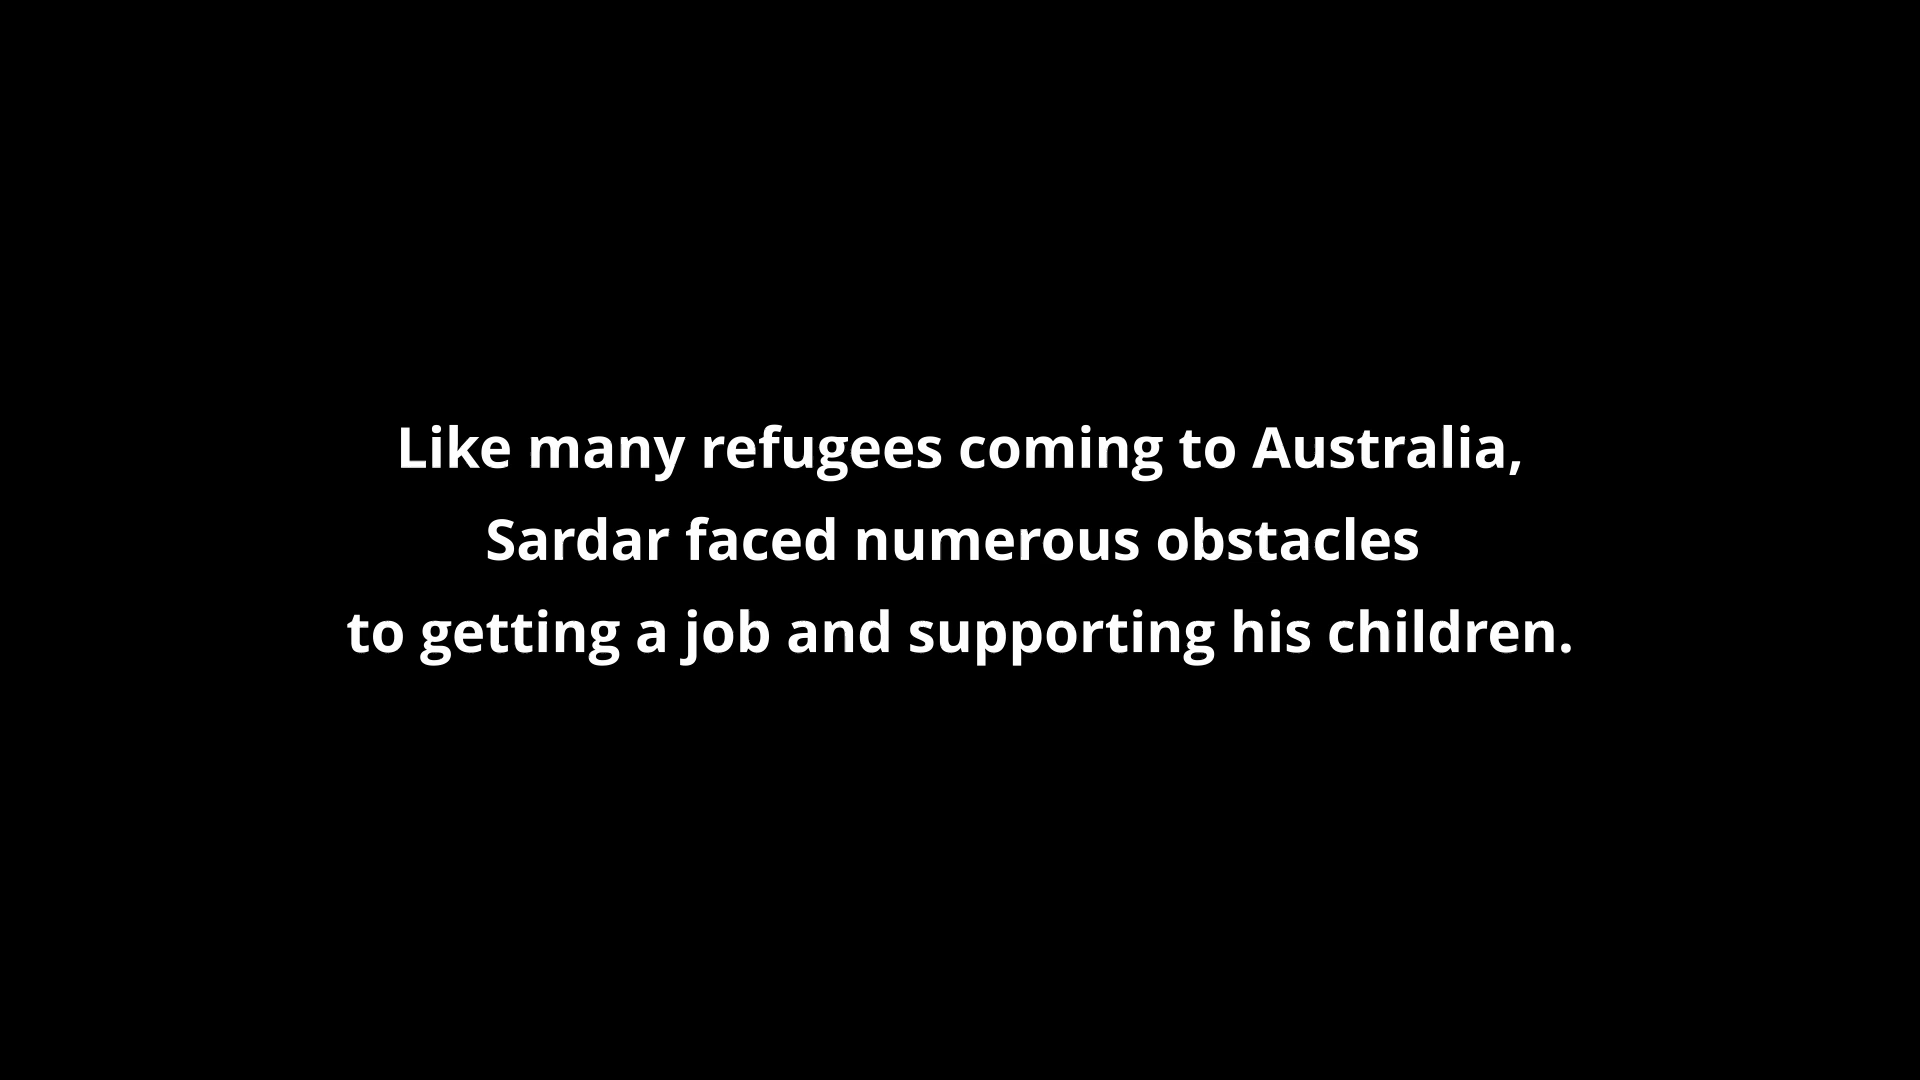 Like many refugees coming to Australia,
Sardar faced numerous obstacles
to getting a job and supporting his children.